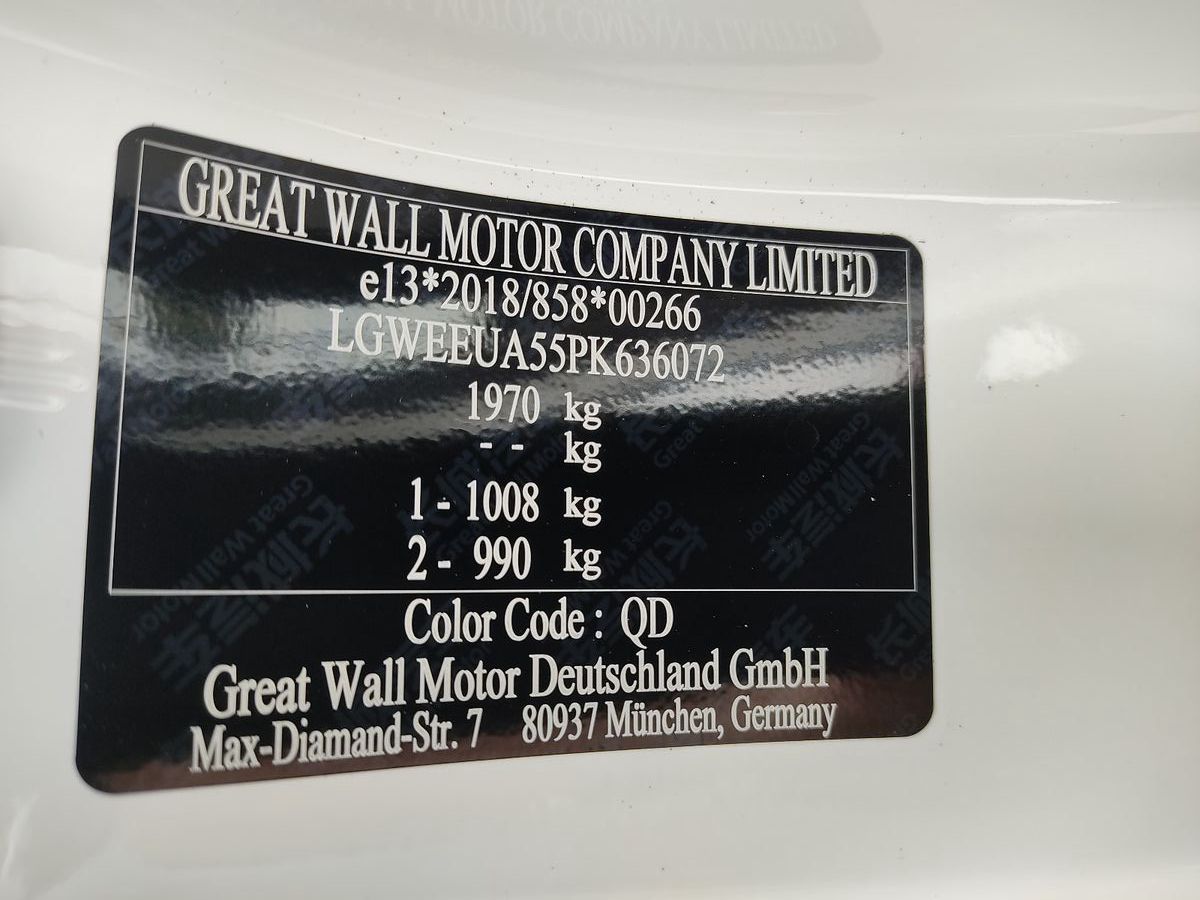 GREAT WALL MOTOR COMPANY LIMITED
e13*2018/858*00266
LGWEEUA55PK636072
1970 kg
- - kg
1 - 1008 kg
2 - 990 kg
Color Code : QD
Great Wall Motor Deutschland GmbH
Max-Diamand-Str. 7 80937 München, Germany